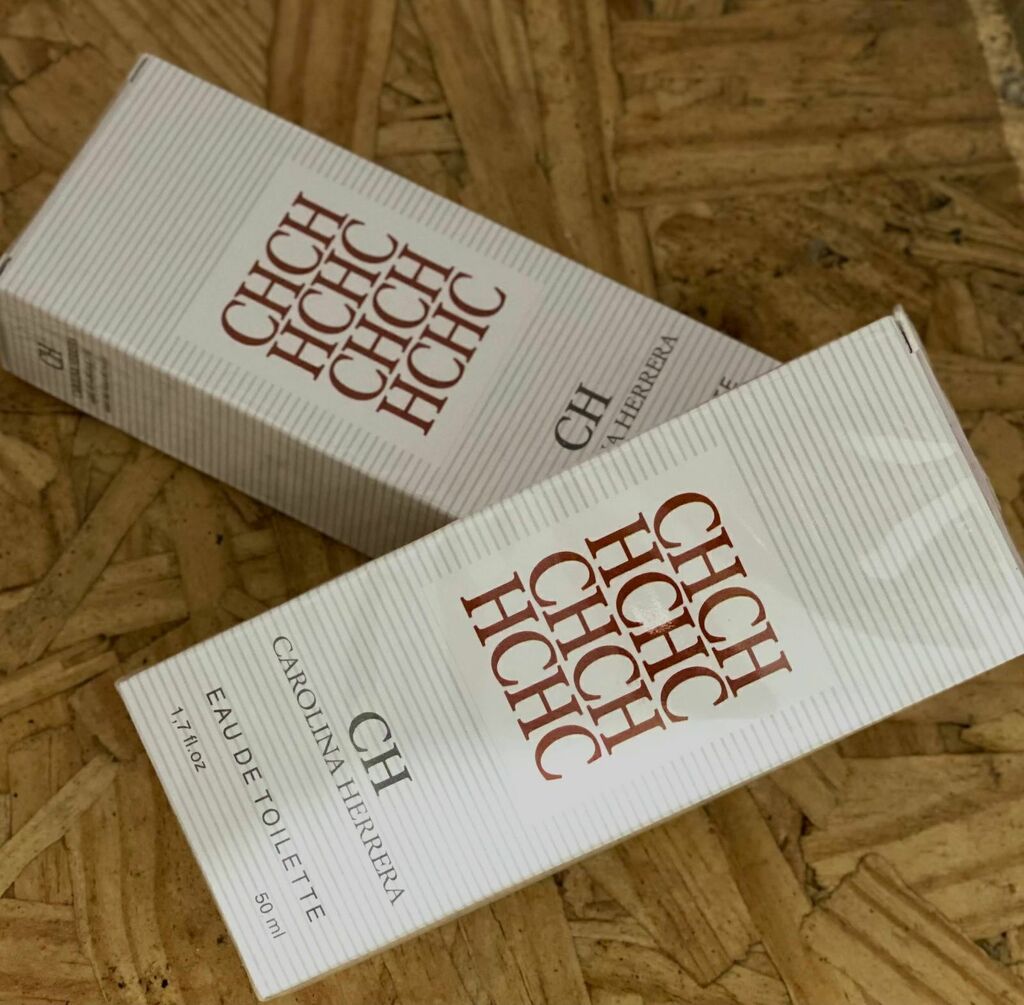 CHCH
HCHC
CHCH
HCHC
CH
HERRERA
CH
CHCH
HCHC
CHCH
HCHC
CH
CAROLINA HERRERA
EAU DE TOILETTE
1,7 fl.oz
50 ml